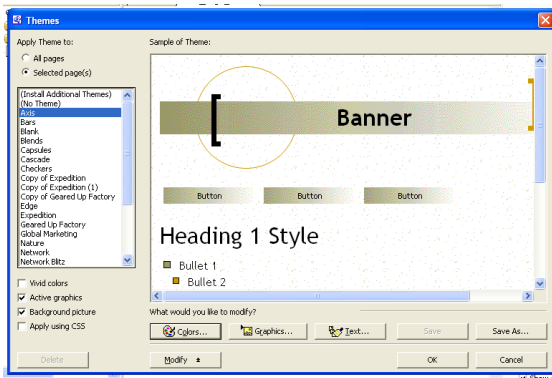 Themes
Apply Theme to:
All pages
Selected page(s)
(Install Additional Themes)
(No Theme)
Axis
Bars
Blank
Blends
Capsules
Cascade
Checkers
Copy of Expedition
Copy of Expedition (1)
Copy of Geared Up Factory
Edge
Expedition
Geared Up Factory
Global Marketing
Nature
Network
Network Blitz
Vivid colors
Active graphics
Background picture
Apply using CSS
Delete
Sample of Theme:
Banner
Button Button Button
Heading 1 Style
Bullet 1
Bullet 2
What would you like to modify?
Colors... Graphics... Text... Save Save As...
Modify OK Cancel